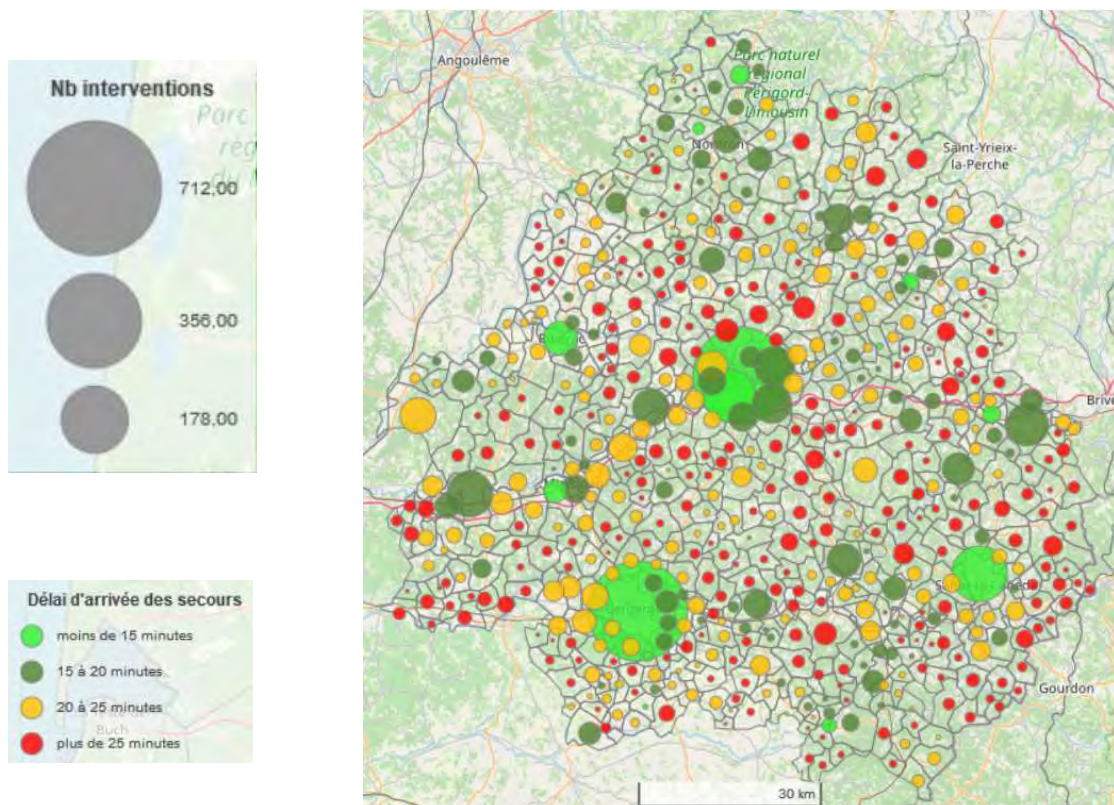 Nb interventions
712,00
356,00
178,00
Délai d'arrivée des secours
moins de 15 minutes
15 à 20 minutes
20 à 25 minutes
plus de 25 minutes
Buch
Angoulême
Parc naturel
régional
Périgord-
Limousin
Nontron
Saint-Yrieix-
la-Perche
Brive
Gourdon
30 km